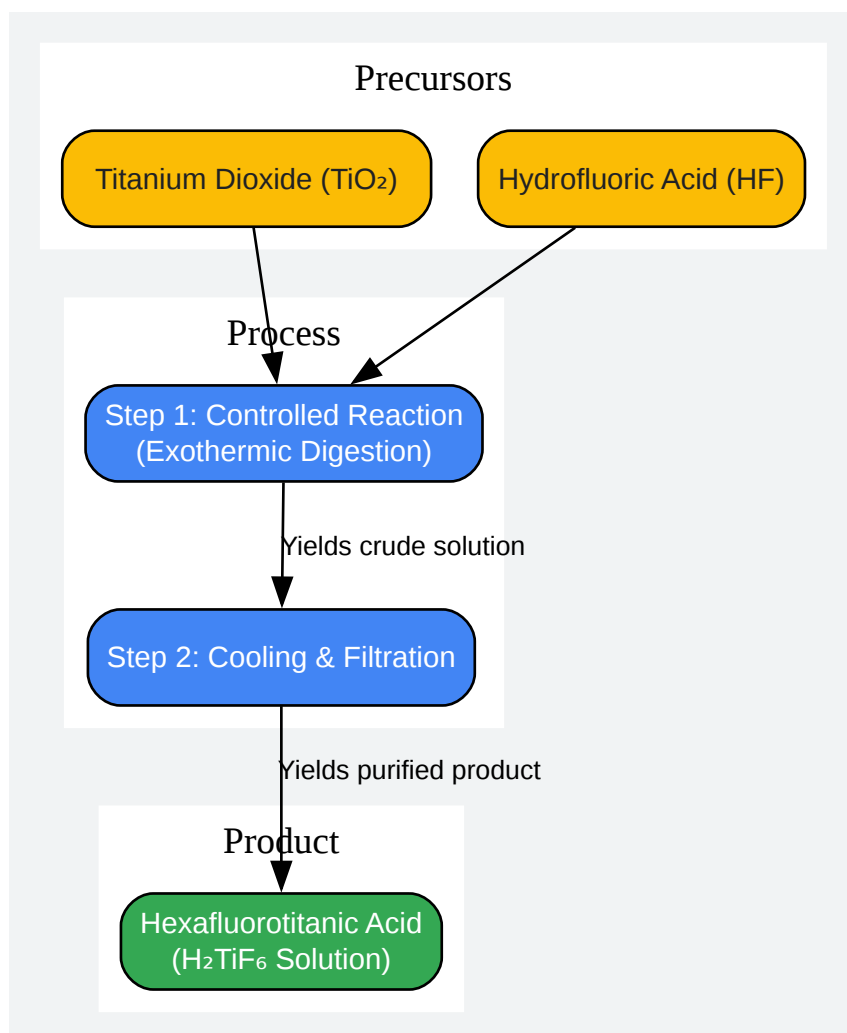 Precursors
Titanium Dioxide (TiO₂)
Hydrofluoric Acid (HF)
Process
Step 1: Controlled Reaction
(Exothermic Digestion)
Yields crude solution
Step 2: Cooling & Filtration
Yields purified product
Product
Hexafluorotitanic Acid
(H₂TiF₆ Solution)